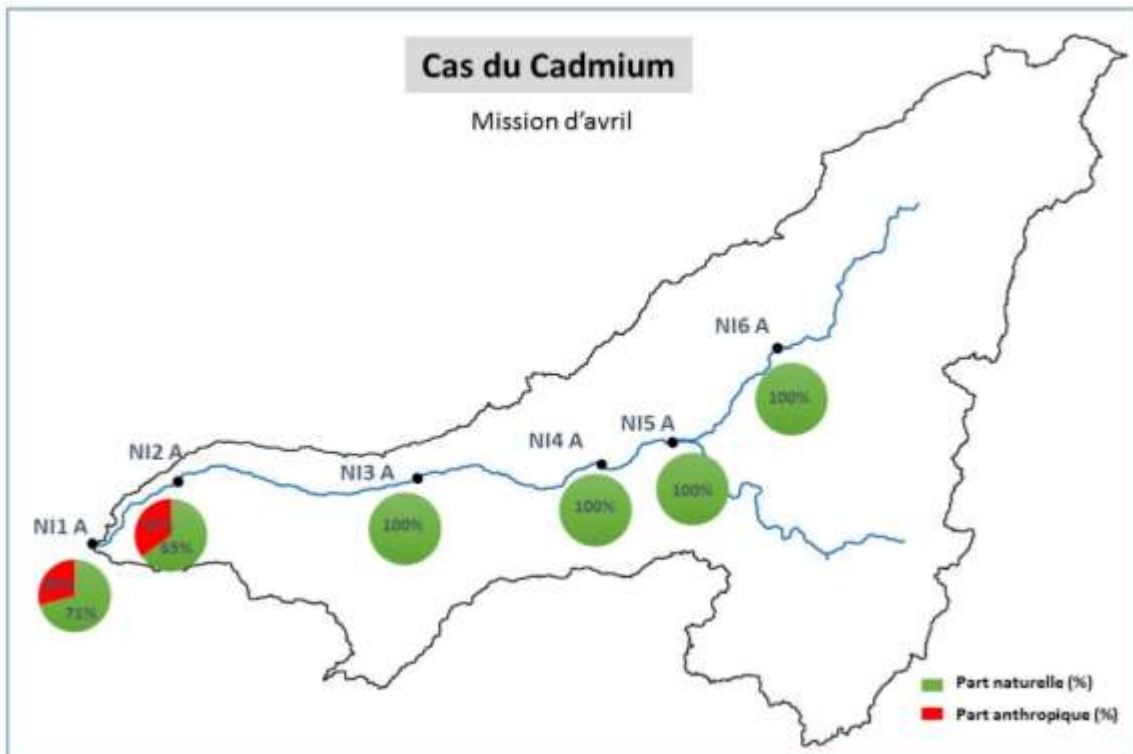 Cas du Cadmium
Mission d'avril
NI6 A
100%
NI5 A
100%
NI4 A
100%
NI3 A
100%
NI2 A
65%
NI1 A
71%
Part naturelle (%)
Part anthropique (%)